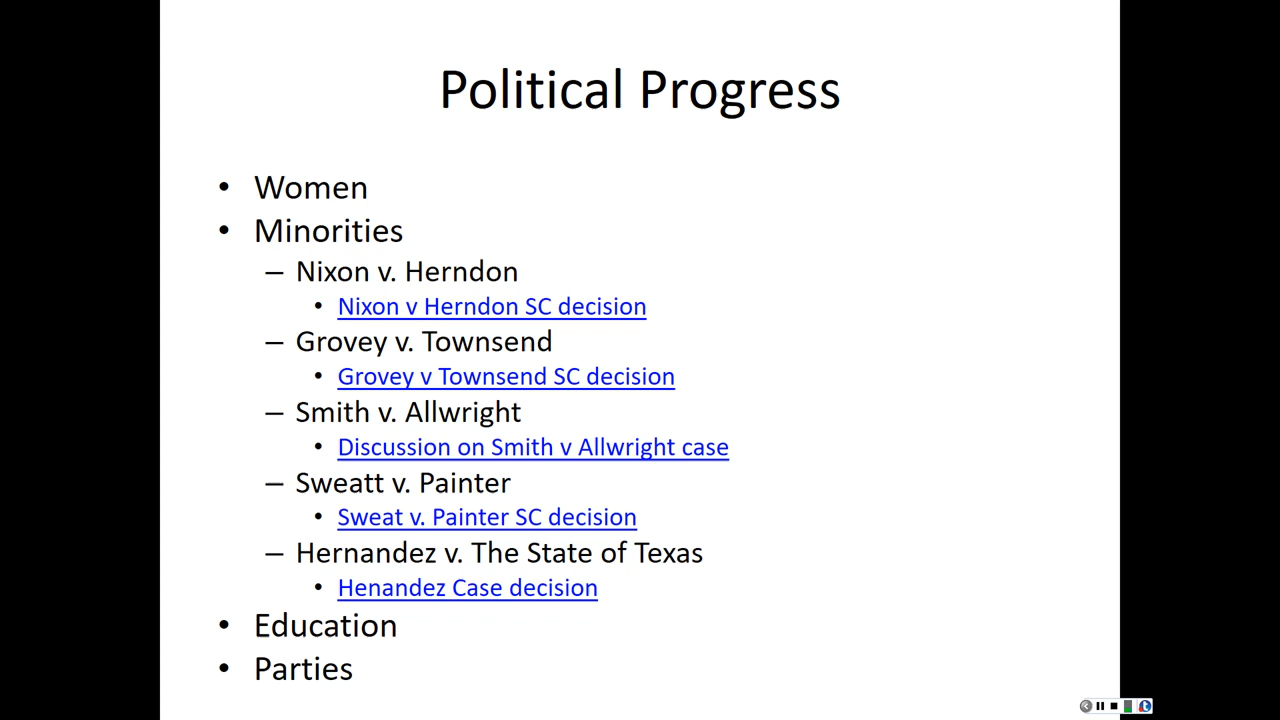 Political Progress
• Women
• Minorities
– Nixon v. Herndon
• Nixon v Herndon SC decision
– Grovey v. Townsend
• Grovey v Townsend SC decision
– Smith v. Allwright
• Discussion on Smith v Allwright case
– Sweatt v. Painter
• Sweat v. Painter SC decision
– Hernandez v. The State of Texas
• Henandez Case decision
• Education
• Parties